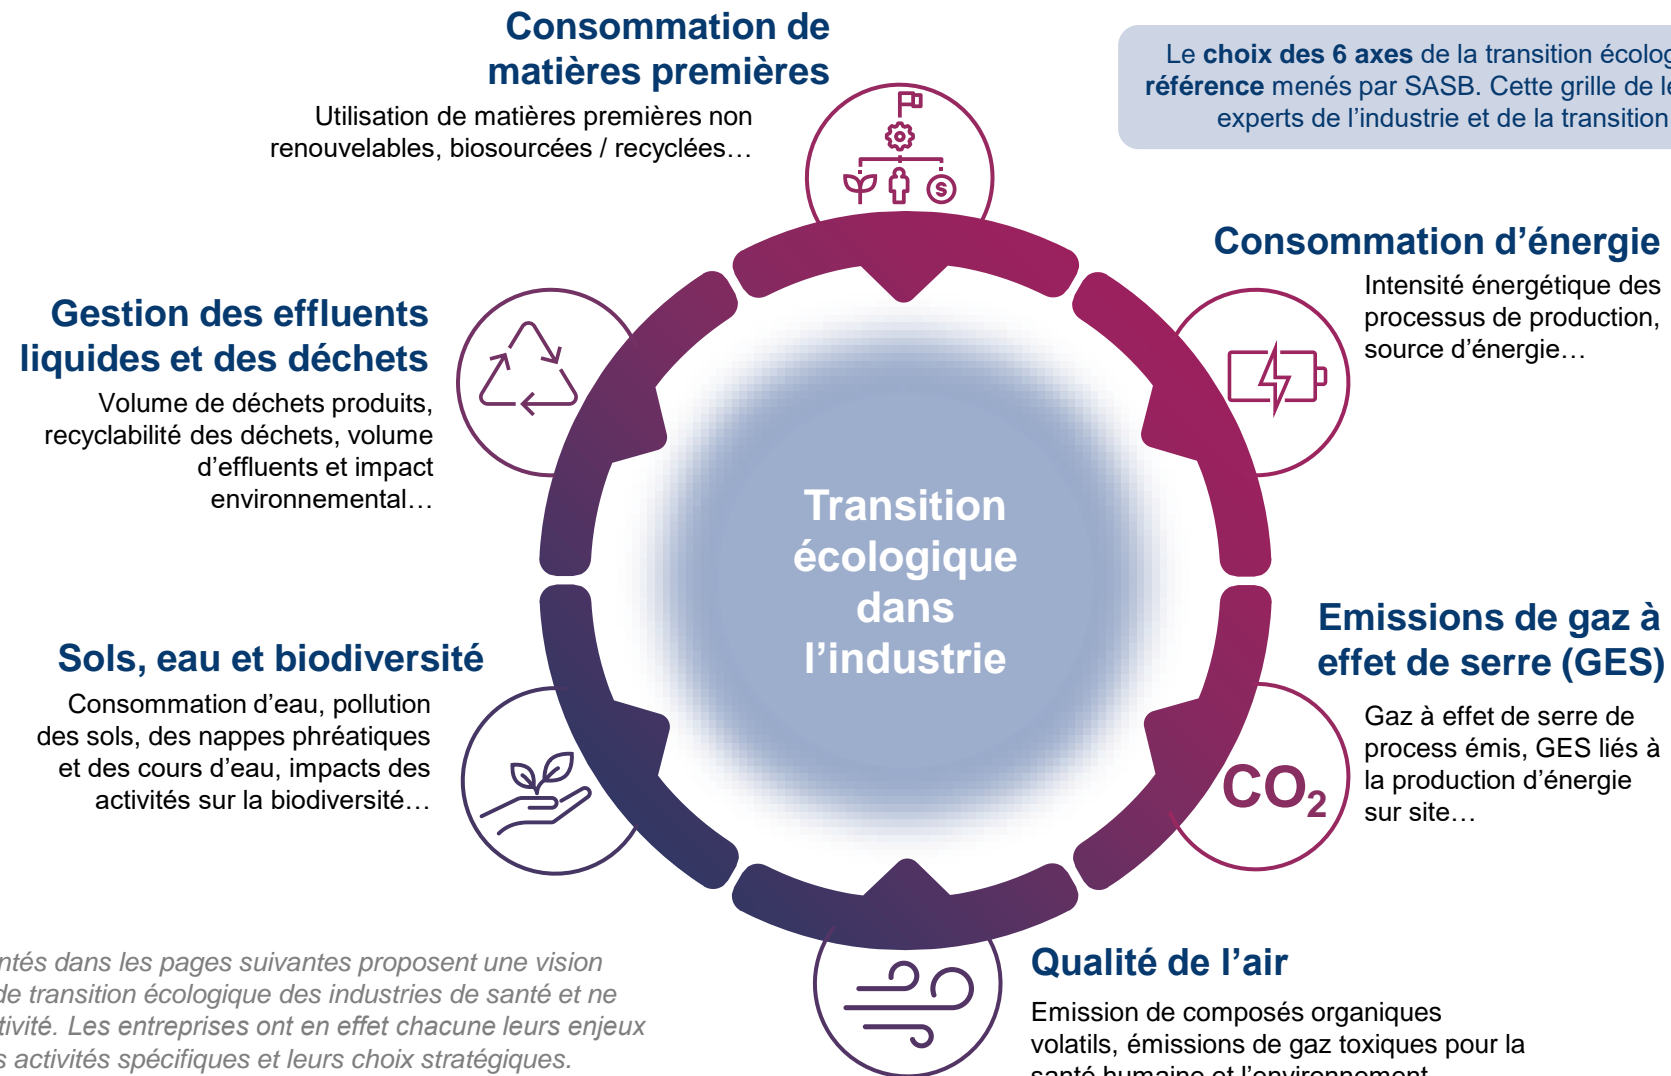 Consommation de
matières premières
Utilisation de matières premières non
renouvelables, biosourcées / recyclées…
Le choix des 6 axes de la transition écolog
référence menés par SASB. Cette grille de le
experts de l’industrie et de la transition
Consommation d’énergie
Intensité énergétique des
processus de production,
source d’énergie…
Gestion des effluents
liquides et des déchets
Volume de déchets produits,
recyclabilité des déchets, volume
d’effluents et impact
environnemental…
Transition
écologique
dans
l’industrie
Emissions de gaz à
effet de serre (GES)
Gaz à effet de serre de
process émis, GES liés à
la production d’énergie
sur site…
CO₂
Sols, eau et biodiversité
Consommation d’eau, pollution
des sols, des nappes phréatiques
et des cours d’eau, impacts des
activités sur la biodiversité…
Qualité de l’air
Emission de composés organiques
volatils, émissions de gaz toxiques pour la
santé humaine et l’environnement
ntés dans les pages suivantes proposent une vision
de transition écologique des industries de santé et ne
tivité. Les entreprises ont en effet chacune leurs enjeux
s activités spécifiques et leurs choix stratégiques.